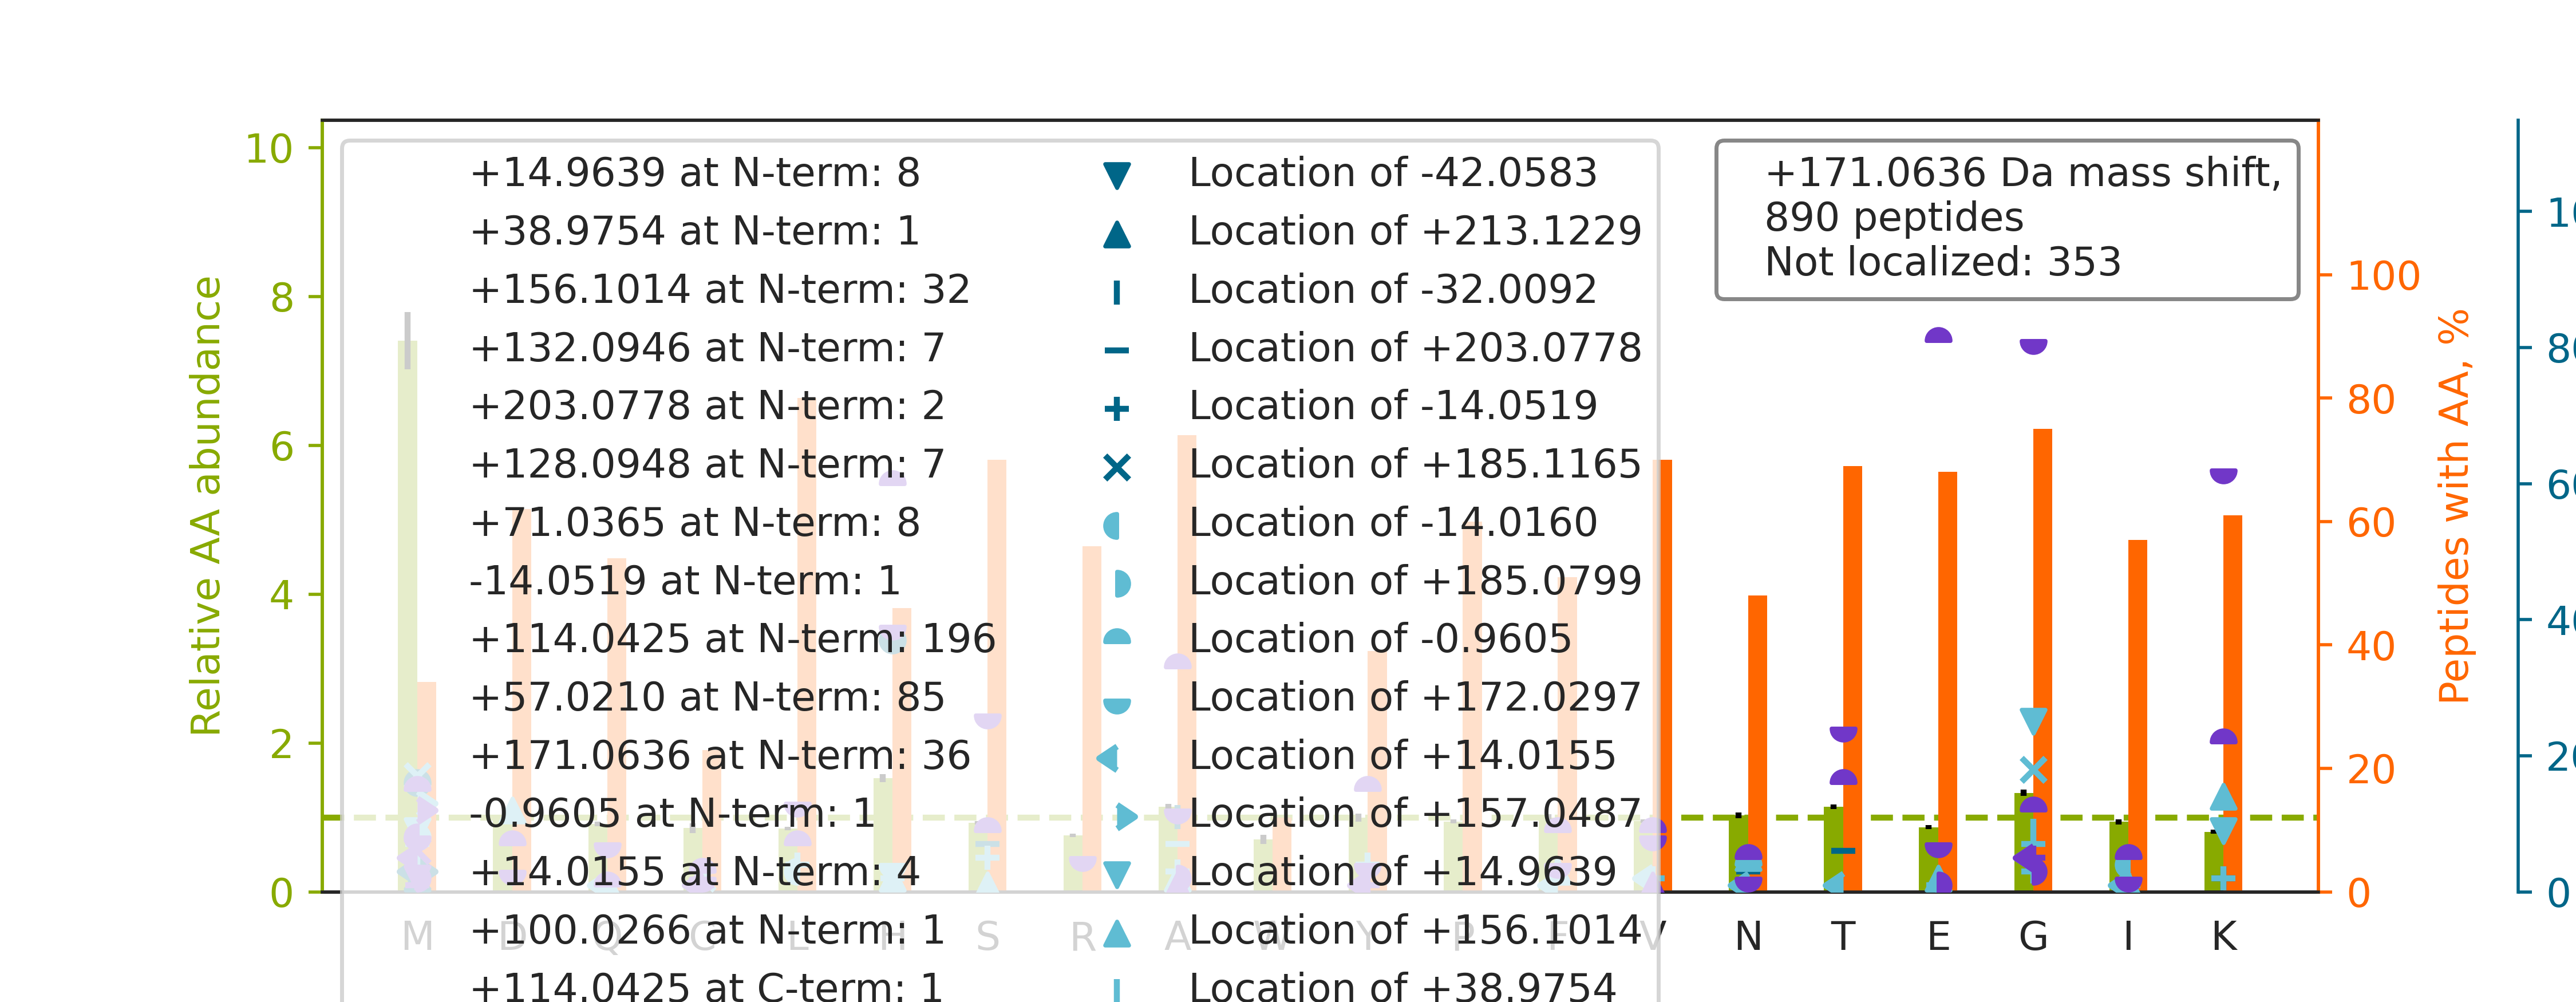 10
8
6
4
2
0
Relative AA abundance
+14.9639 at N-term: 8
+38.9754 at N-term: 1
+156.1014 at N-term: 32
+132.0946 at N-term: 7
+203.0778 at N-term: 2
+128.0948 at N-term: 7
+71.0365 at N-term: 8
-14.0519 at N-term: 1
+114.0425 at N-term: 196
+57.0210 at N-term: 85
+171.0636 at N-term: 36
-0.9605 at N-term: 1
+14.0155 at N-term: 4
+100.0266 at N-term: 1
+114.0425 at C-term: 1
Location of -42.0583
Location of +213.1229
Location of -32.0092
Location of +203.0778
Location of -14.0519
Location of +185.1165
Location of -14.0160
Location of +185.0799
Location of -0.9605
Location of +172.0297
Location of +14.0155
Location of +157.0487
Location of +14.9639
Location of +156.1014
Location of +38.9754
+171.0636 Da mass shift,
890 peptides
Not localized: 353
100
80
60
40
20
0
Peptides with AA, %
0
M D Q C L H S R A W Y P F V N T E G I K